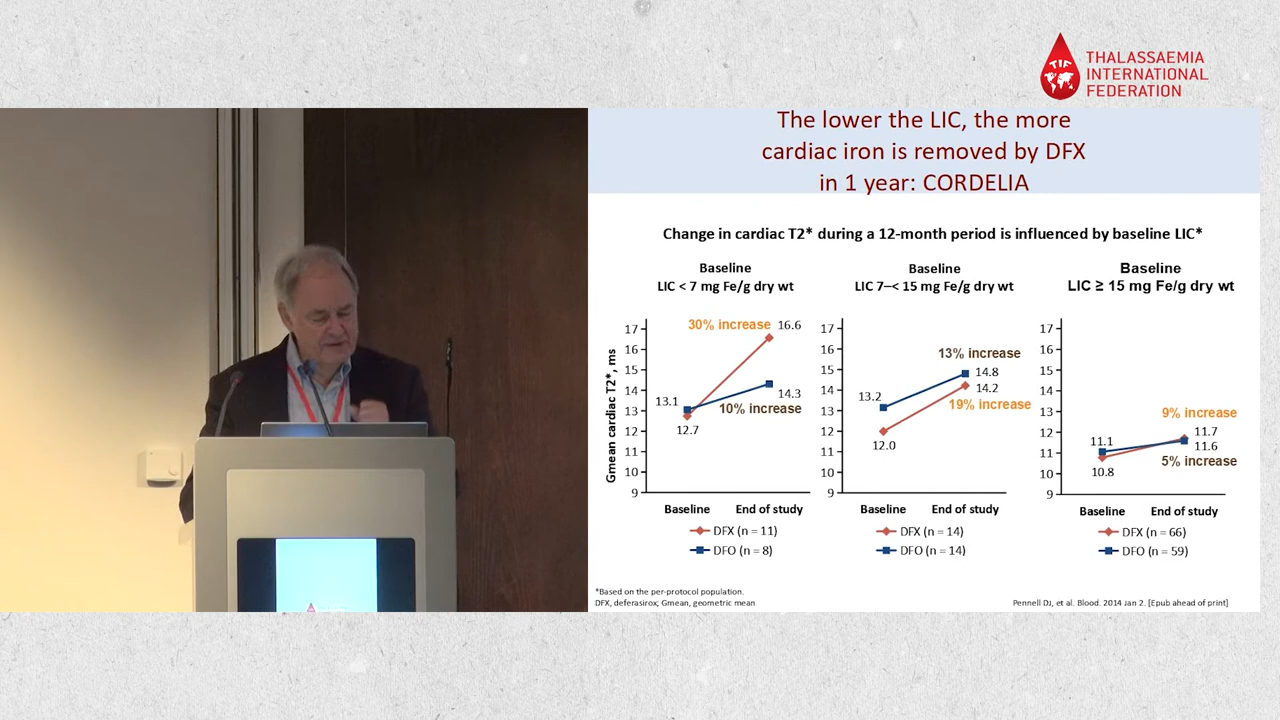 TIF
THALASSAEMIA
INTERNATIONAL
FEDERATION
The lower the LIC, the more
cardiac iron is removed by DFX
in 1 year: CORDELIA
Change in cardiac T2* during a 12-month period is influenced by baseline LIC*
Baseline
LIC < 7 mg Fe/g dry wt
Gmean cardiac T2*, ms
17
16
15
14
13
12
11
10
9
30% increase
16.6
13.1
14.3
10% increase
12.7
Baseline
End of study
DFX (n = 11)
DFO (n = 8)
Baseline
LIC 7–< 15 mg Fe/g dry wt
17
16
15
14
13
12
11
10
9
13% increase
14.8
13.2
14.2
19% increase
12.0
Baseline
End of study
DFX (n = 14)
DFO (n = 14)
Baseline
LIC ≥ 15 mg Fe/g dry wt
17
16
15
14
13
12
11
10
9
9% increase
11.7
11.1
11.6
5% increase
10.8
Baseline
End of study
DFX (n = 66)
DFO (n = 59)
*Based on the per-protocol population.
DFX, deferasirox; Gmean, geometric mean
Pennell DJ, et al. Blood. 2014 Jan 2. [Epub ahead of print]